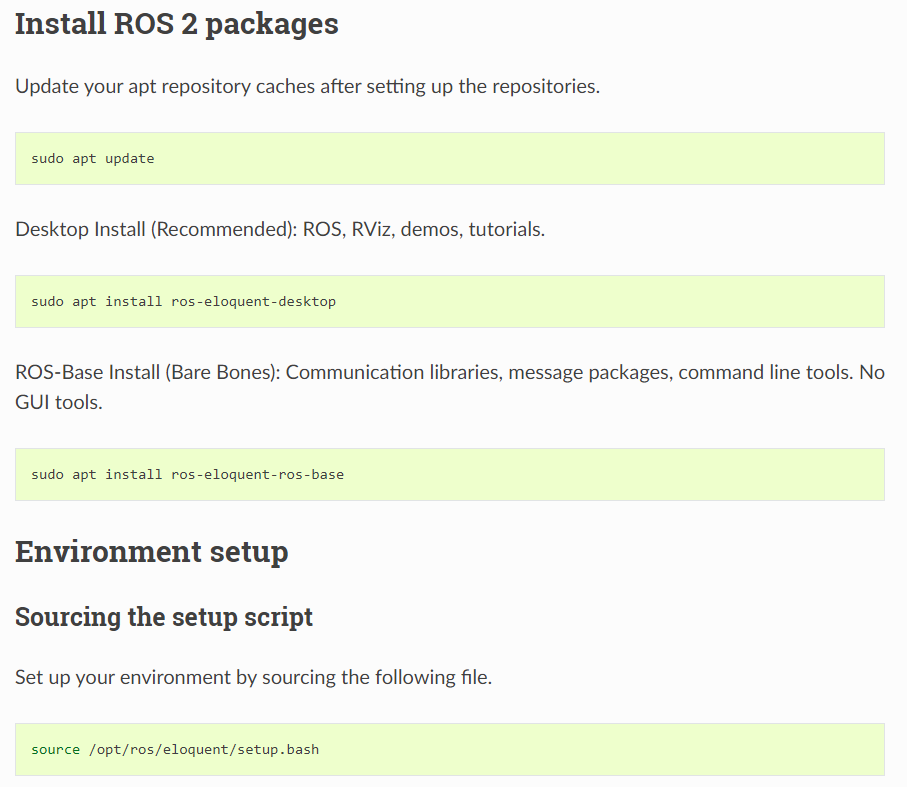 Install ROS 2 packages
Update your apt repository caches after setting up the repositories.
sudo apt update
Desktop Install (Recommended): ROS, RViz, demos, tutorials.
sudo apt install ros-eloquent-desktop
ROS-Base Install (Bare Bones): Communication libraries, message packages, command line tools. No
GUI tools.
sudo apt install ros-eloquent-ros-base
Environment setup
Sourcing the setup script
Set up your environment by sourcing the following file.
source /opt/ros/eloquent/setup.bash